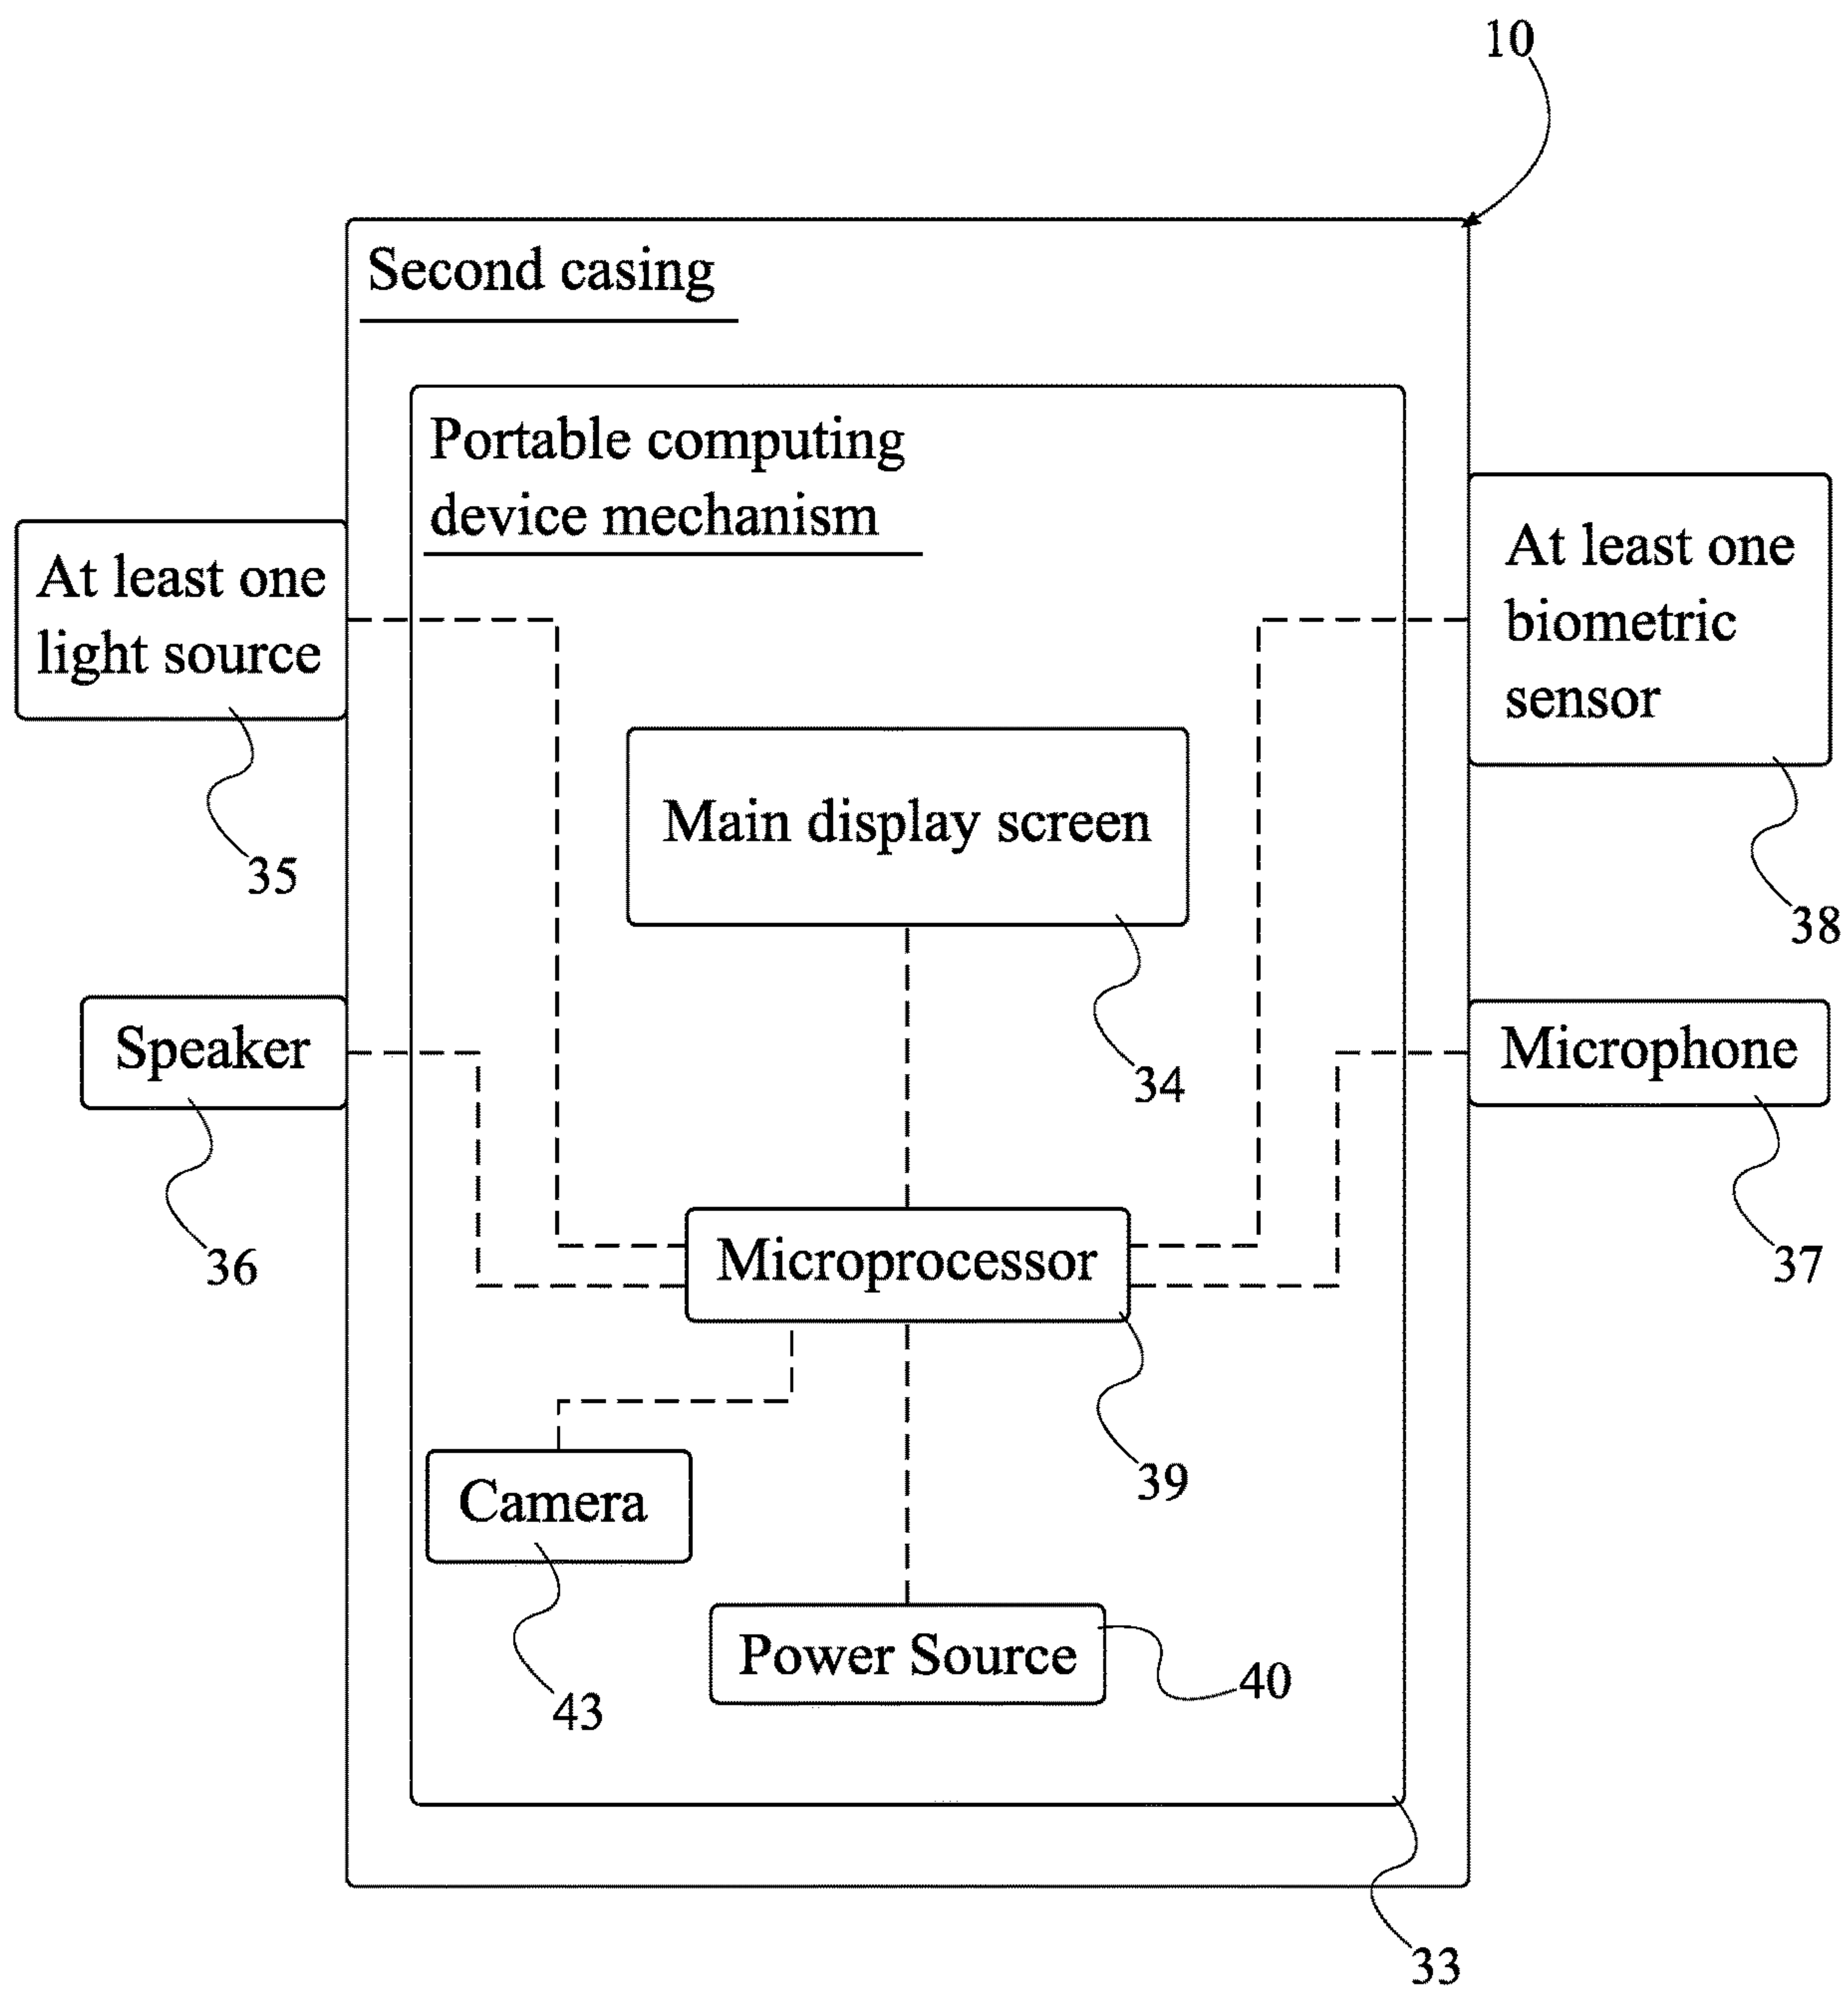 10
Second casing
Portable computing
device mechanism
At least one
light source
35
At least one
biometric
sensor
38
Main display screen
34
Speaker
36
Microphone
37
Microprocessor
39
Camera
43
Power Source
40
33